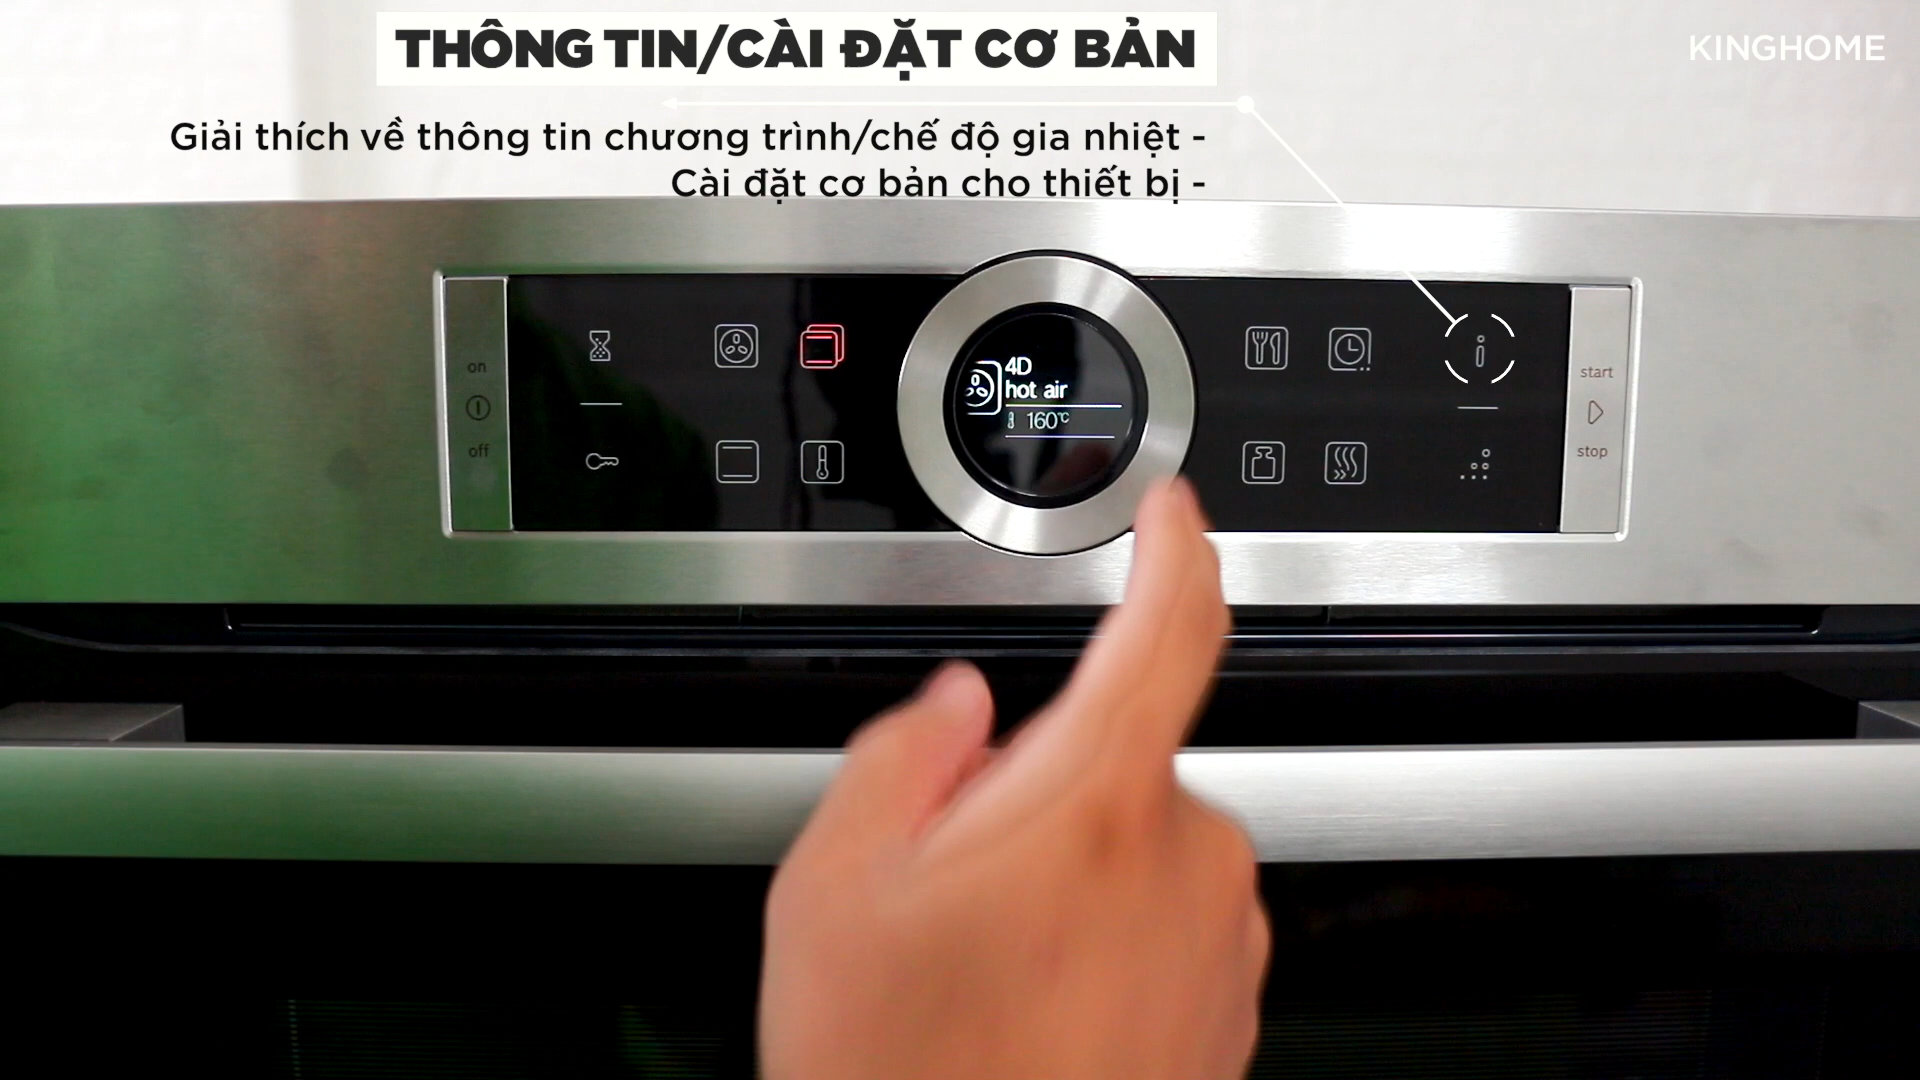 THÔNG TIN/CÀI ĐẶT CƠ BẢN
KINGHOME
Giải thích về thông tin chương trình/chế độ gia nhiệt -
Cài đặt cơ bản cho thiết bị -
on
off
4D
hot air
160°C
i
start
stop